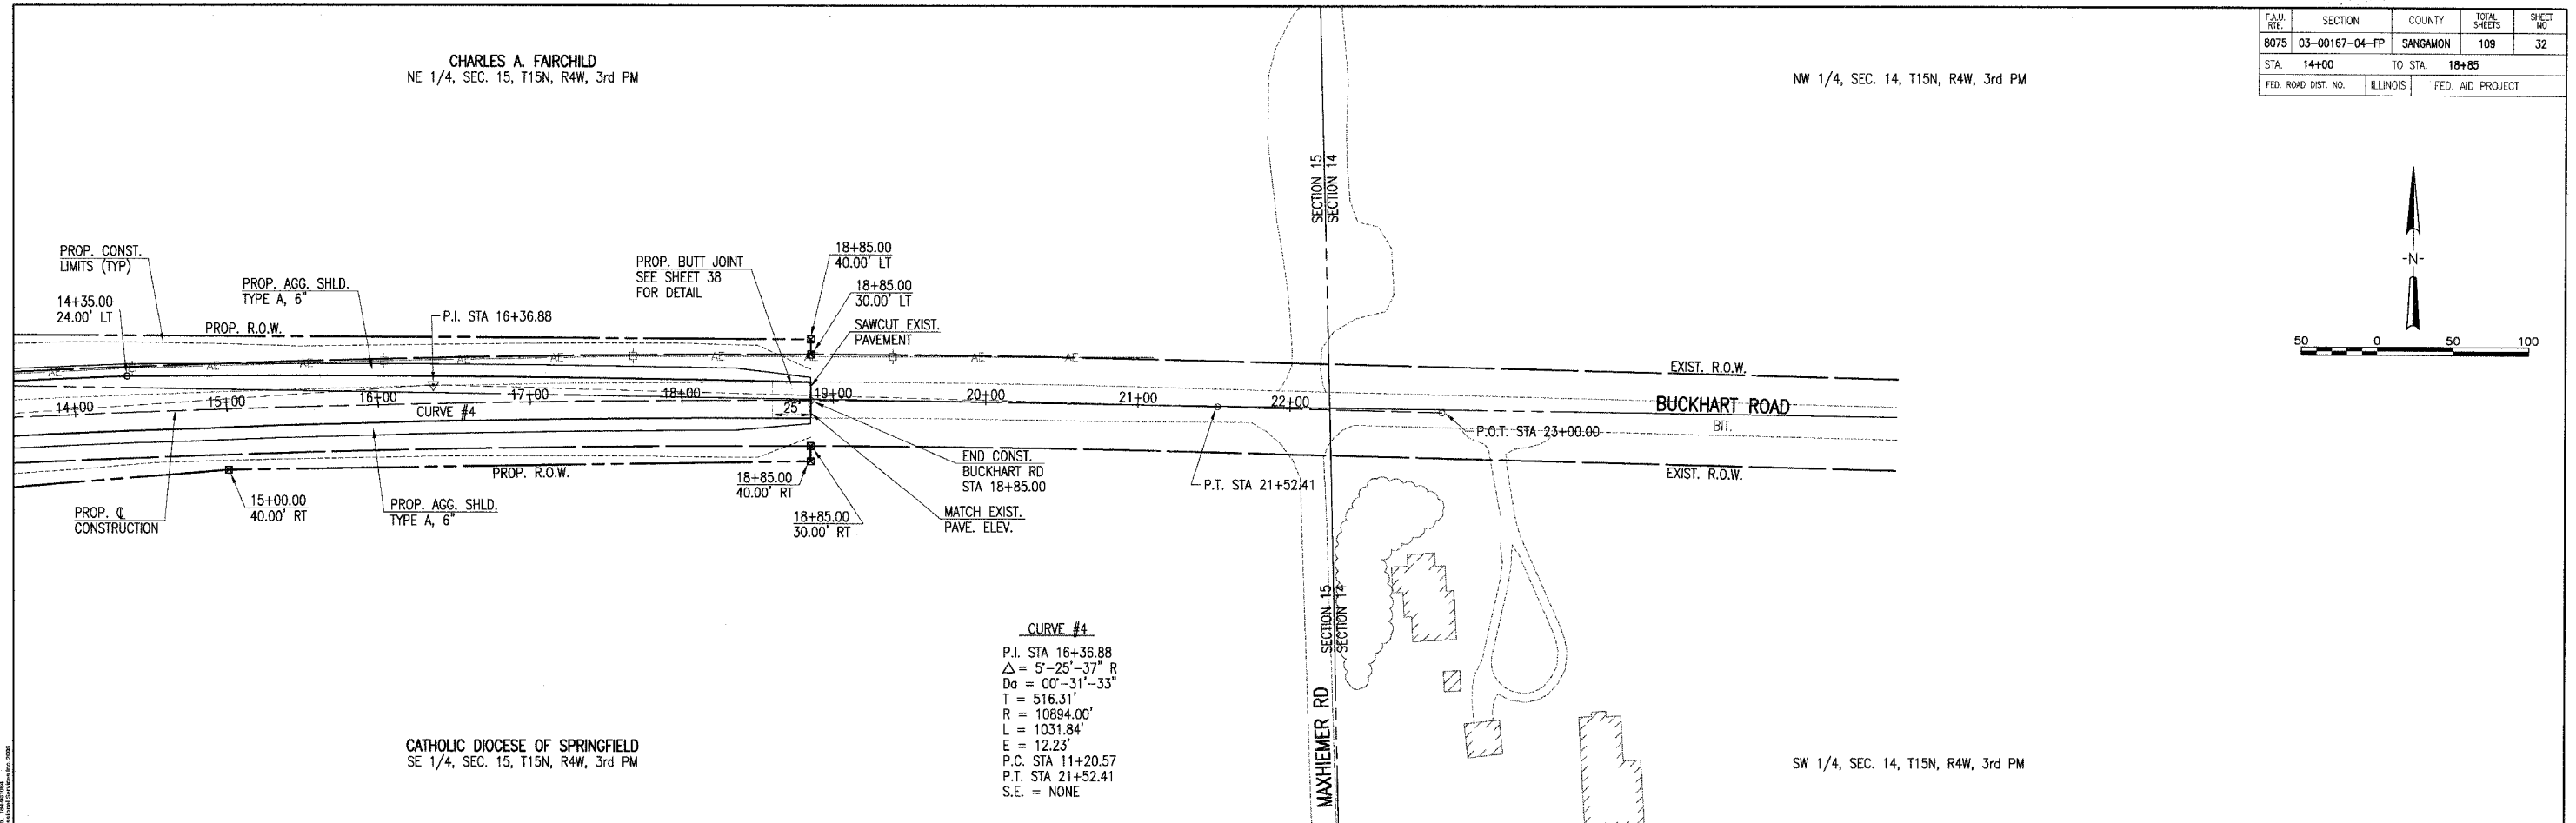 F.A.U. RTE. SECTION COUNTY TOTAL SHEETS SHEET NO
8075 03-00167-04-FP SANGAMON 109 32
STA. 14+00 TO STA. 18+85
FED. ROAD DIST. NO. ILLINOIS FED. AID PROJECT
CHARLES A. FAIRCHILD
NE 1/4, SEC. 15, T15N, R4W, 3rd PM
NW 1/4, SEC. 14, T15N, R4W, 3rd PM
SECTION 15
SECTION 14
-N-
50 0 50 100
PROP. CONST.
LIMITS (TYP)
14+35.00
24.00' LT
PROP. AGG. SHLD.
TYPE A, 6"
PROP. R.O.W.
P.I. STA 16+36.88
PROP. BUTT JOINT
SEE SHEET 38
FOR DETAIL
18+85.00
40.00' LT
18+85.00
30.00' LT
SAWCUT EXIST.
PAVEMENT
AE AE AE AE AE AE AE AE AE
EXIST. R.O.W.
14+00 15+00 16+00 17+00 18+00 19+00 20+00 21+00 22+00
CURVE #4
25'
BUCKHART ROAD
BIT.
P.O.T. STA 23+00.00
EXIST. R.O.W.
P.T. STA 21+52.41
PROP. R.O.W.
END CONST.
BUCKHART RD
STA 18+85.00
MATCH EXIST.
PAVE. ELEV.
18+85.00
40.00' RT
18+85.00
30.00' RT
15+00.00
40.00' RT
PROP. AGG. SHLD.
TYPE A, 6"
PROP. ℄
CONSTRUCTION
SECTION 15
SECTION 14
MAXHIEMER RD
CURVE #4
P.I. STA 16+36.88
△ = 5°-25'-37" R
Da = 00°-31'-33"
T = 516.31'
R = 10894.00'
L = 1031.84'
E = 12.23'
P.C. STA 11+20.57
P.T. STA 21+52.41
S.E. = NONE
CATHOLIC DIOCESE OF SPRINGFIELD
SE 1/4, SEC. 15, T15N, R4W, 3rd PM
SW 1/4, SEC. 14, T15N, R4W, 3rd PM